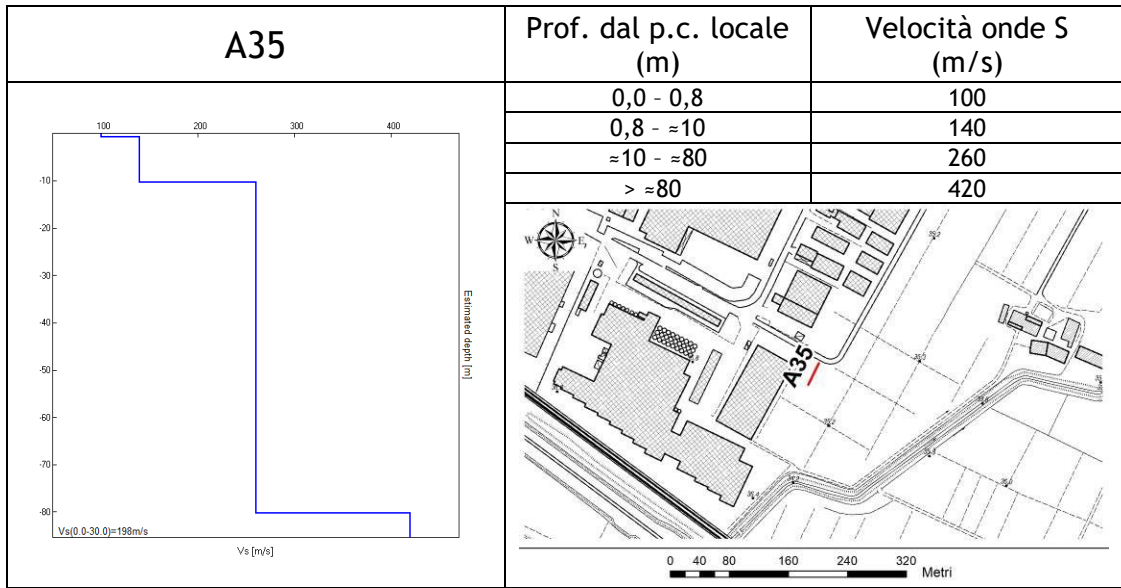 A35
Prof. dal p.c. locale
(m)
Velocità onde S
(m/s)
0,0 - 0,8 100
0,8 - ≈10 140
≈10 - ≈80 260
> ≈80 420
100 200 300 400
-10
-20
-30
-40
-50
-60
-70
-80
Estimated depth [m]
Vs(0.0-30.0)=198m/s
Vs [m/s]
N
W E
S
A35
0 40 80 160 240 320
Metri